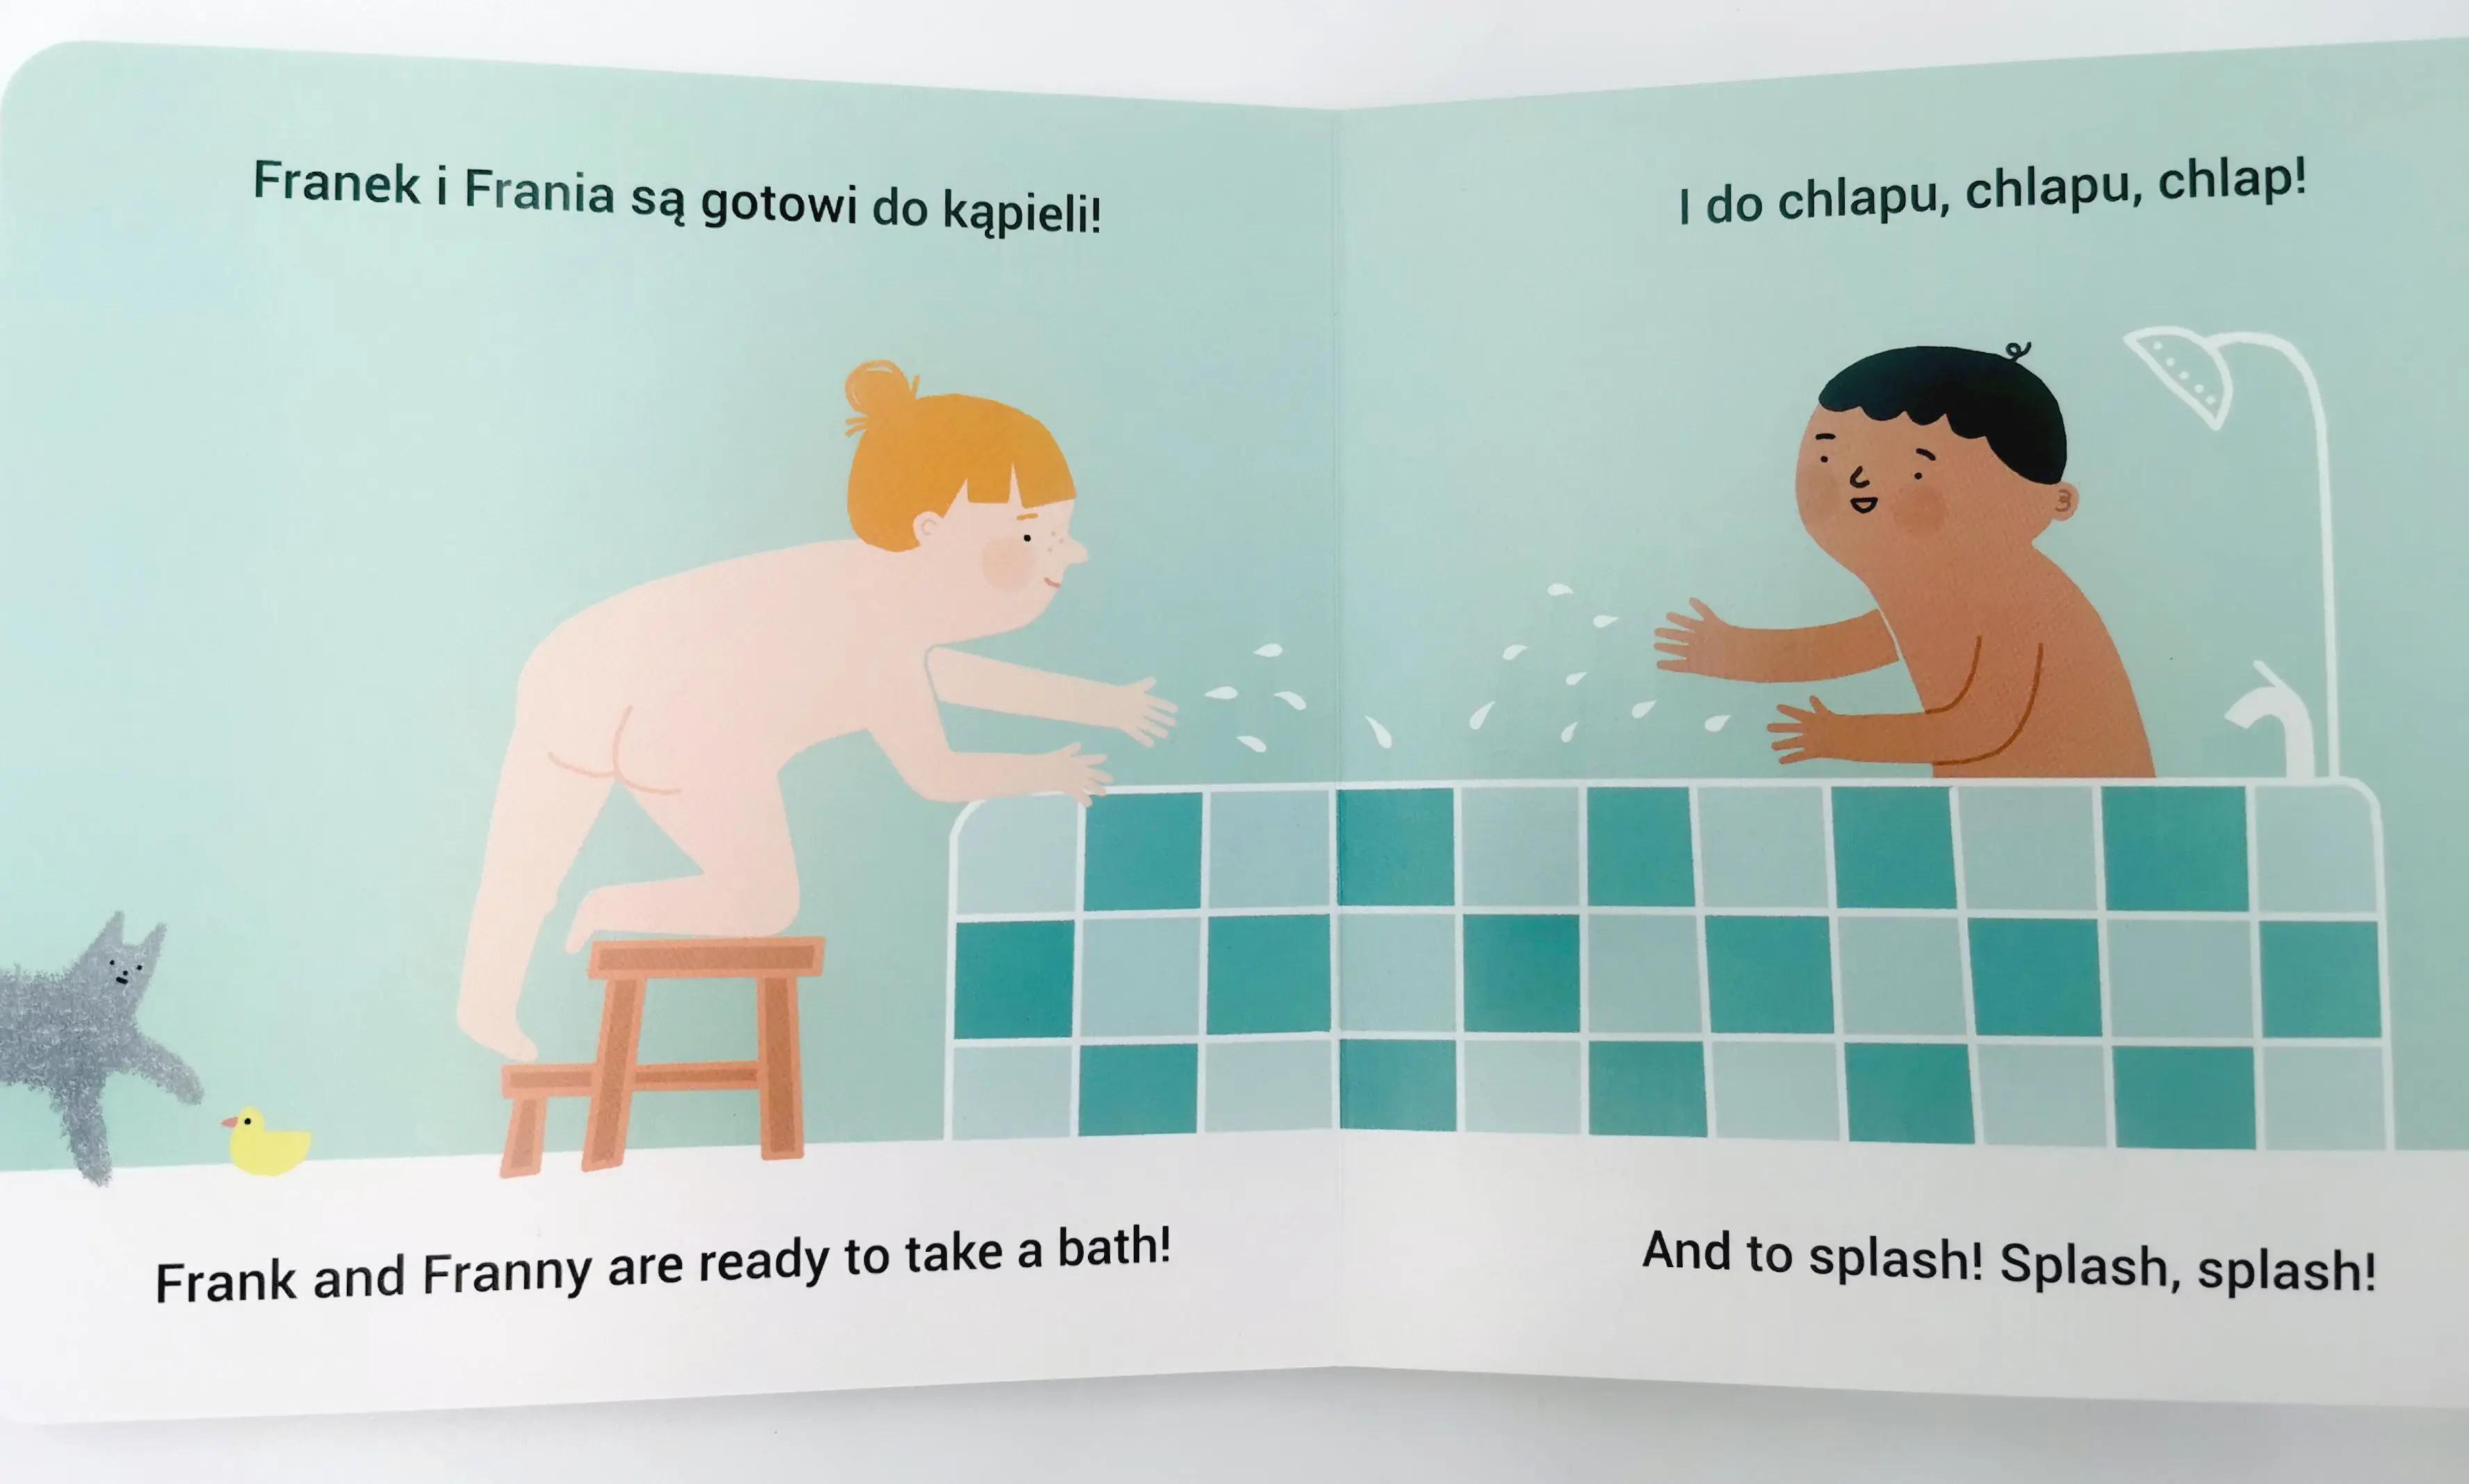 Franek i Frania są gotowi do kąpieli!
I do chlapu, chlapu, chlap!
Frank and Franny are ready to take a bath!
And to splash! Splash, splash!